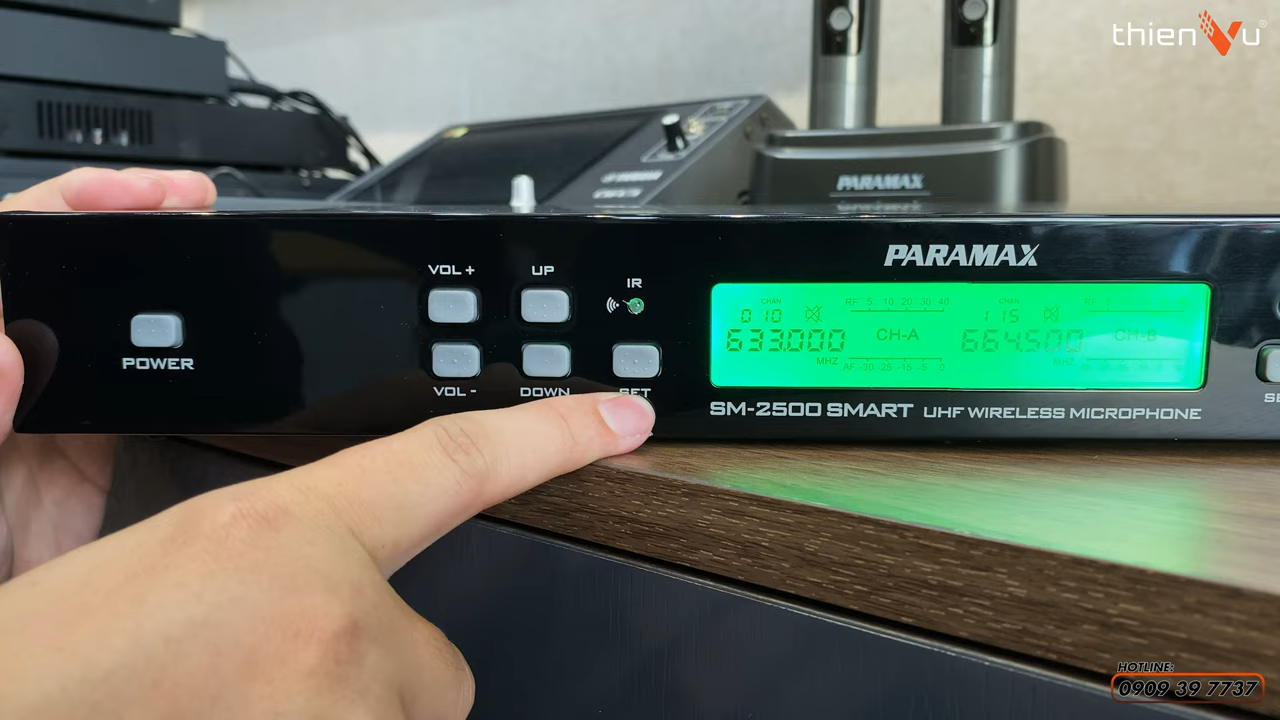 thienVu
PARAMAX
PARAMAX
VOL +
UP
IR
POWER
VOL -
DOWN
SET
CHAN
010
633.000
MHZ
RF 5 10 20 30 40
CH-A
AF -30 -25 -15 -5 0
CHAN
115
664.500
MHZ
CH-B
SM-2500 SMART UHF WIRELESS MICROPHONE
HOTLINE:
0909 39 7737